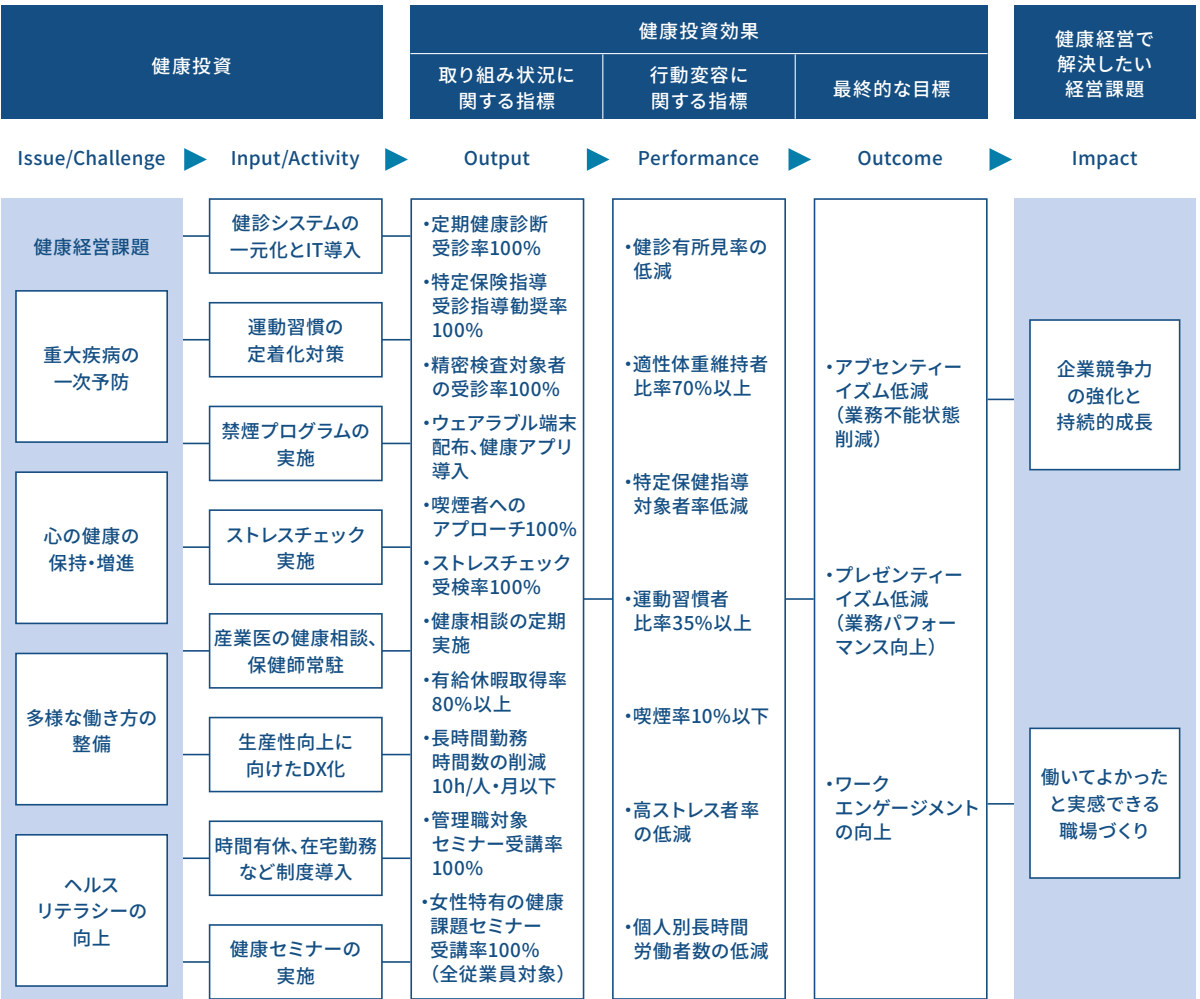 健康投資
健康投資効果
取り組み状況に
関する指標
行動変容に
関する指標
最終的な目標
健康経営で
解決したい
経営課題
Issue/Challenge
Input/Activity
Output
Performance
Outcome
Impact
健康経営課題
重大疾病の
一次予防
心の健康の
保持・増進
多様な働き方の
整備
ヘルス
リテラシーの
向上
健診システムの
一元化とIT導入
運動習慣の
定着化対策
禁煙プログラムの
実施
ストレスチェック
実施
産業医の健康相談、
保健師常駐
生産性向上に
向けたDX化
時間有休、在宅勤務
など制度導入
健康セミナーの
実施
・定期健康診断
受診率100%
・特定保険指導
受診指導勧奨率
100%
・精密検査対象者
の受診率100%
・ウェアラブル端末
配布、健康アプリ
導入
・喫煙者への
アプローチ100%
・ストレスチェック
受検率100%
・健康相談の定期
実施
・有給休暇取得率
80%以上
・長時間勤務
時間数の削減
10h/人・月以下
・管理職対象
セミナー受講率
100%
・女性特有の健康
課題セミナー
受講率100%
（全従業員対象）
・健診有所見率の
低減
・適性体重維持者
比率70%以上
・特定保健指導
対象者率低減
・運動習慣者
比率35%以上
・喫煙率10%以下
・高ストレス者率
の低減
・個人別長時間
労働者数の低減
・アブセンティー
イズム低減
（業務不能状態
削減）
・プレゼンティー
イズム低減
（業務パフォー
マンス向上）
・ワーク
エンゲージメント
の向上
企業競争力
の強化と
持続的成長
働いてよかった
と実感できる
職場づくり